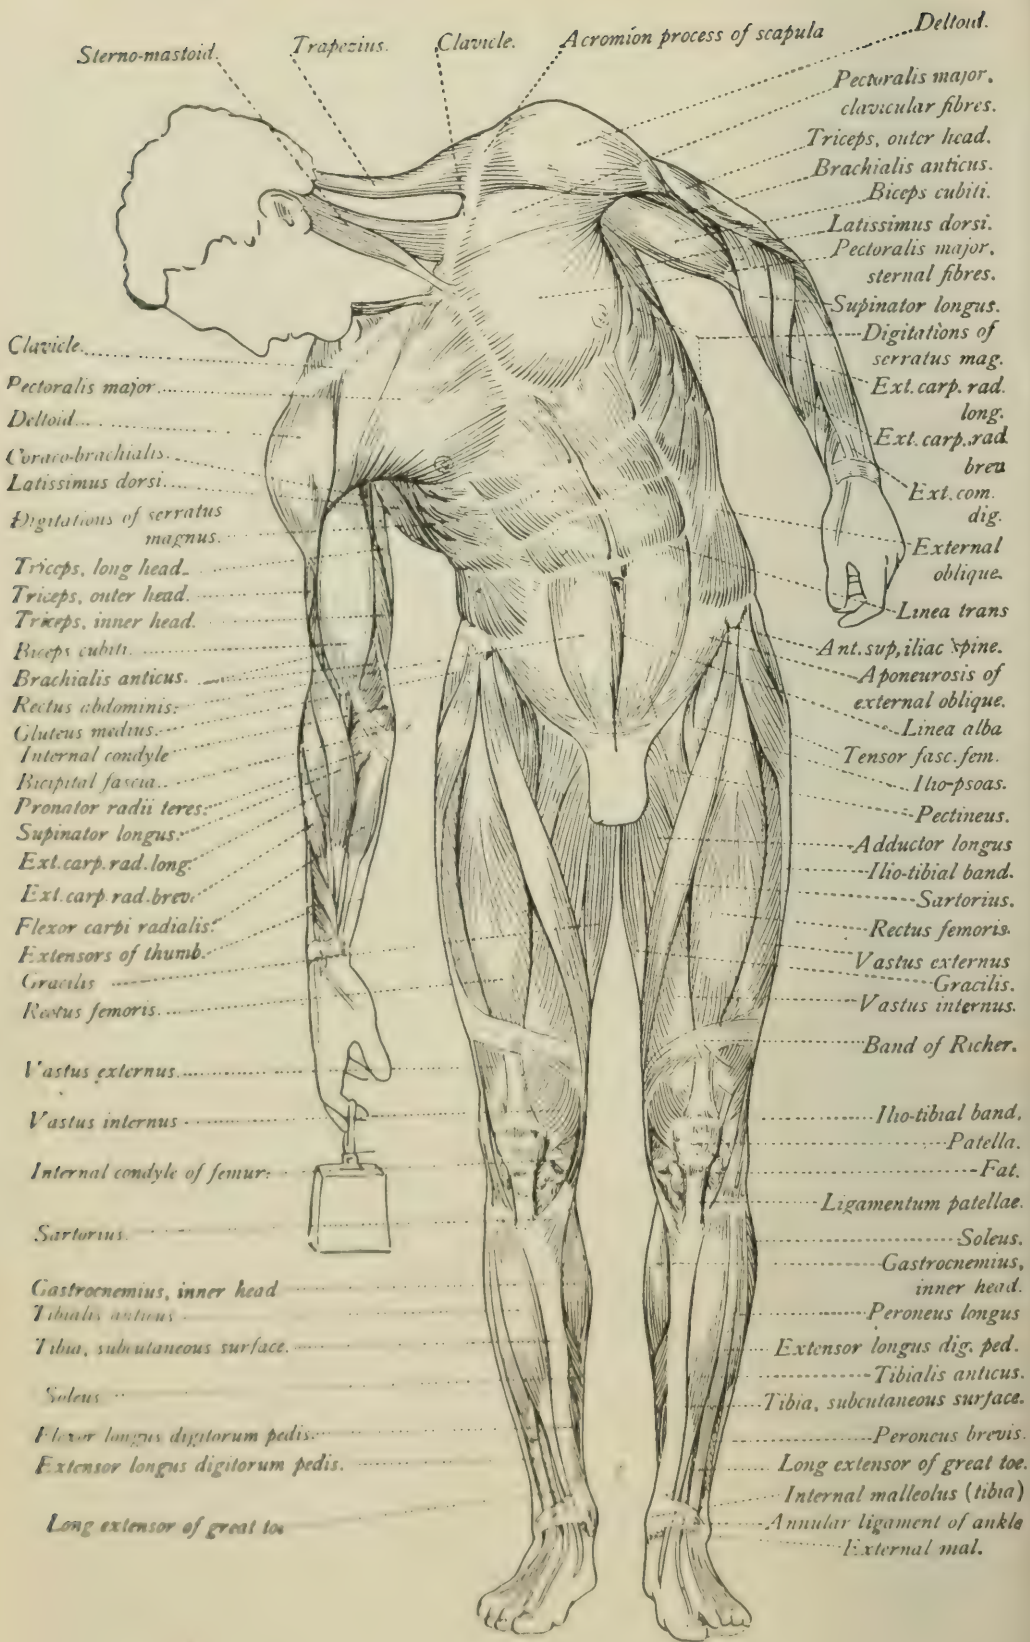 Sterno-mastoid.
Trapezius.
Clavicle.
Acromion process of scapula
Deltoid.
Pectoralis major,
clavicular fibres.
Triceps, outer head.
Brachialis anticus.
Biceps cubiti.
Latissimus dorsi.
Pectoralis major,
sternal fibres.
Supinator longus.
Digitations of
serratus mag.
Ext. carp. rad.
long.
Ext. carp. rad
brev
Ext. com.
dig.
External
oblique.
Linea trans
Ant. sup, iliac spine.
Aponeurosis of
external oblique.
Linea alba
Tensor fasc. fem.
Ilio-psoas.
Pectineus.
Adductor longus
Ilio-tibial band.
Sartorius.
Rectus femoris.
Vastus externus
Gracilis.
Vastus internus.
Band of Richer.
Ilio-tibial band.
Patella.
Fat.
Ligamentum patellae.
Soleus.
Gastrocnemius,
inner head.
Peroneus longus
Extensor longus dig. ped.
Tibialis anticus.
Tibia, subcutaneous surface.
Peroneus brevis.
Long extensor of great toe.
Internal malleolus (tibia)
Annular ligament of ankle
External mal.
Clavicle.
Pectoralis major
Deltoid.
Coraco-brachialis.
Latissimus dorsi.
Digitations of serratus
magnus.
Triceps, long head.
Triceps, outer head.
Triceps, inner head.
Biceps cubiti.
Brachialis anticus.
Rectus abdominis.
Gluteus medius.
Internal condyle
Bicipital fascia.
Pronator radii teres.
Supinator longus.
Ext. carp. rad. long.
Ext. carp. rad. brev.
Flexor carpi radialis.
Extensors of thumb.
Gracilis
Rectus femoris.
Vastus externus.
Vastus internus
Internal condyle of femur.
Sartorius.
Gastrocnemius, inner head
Tibialis anticus
Tibia, subcutaneous surface.
Soleus
Flexor longus digitorum pedis.
Extensor longus digitorum pedis.
Long extensor of great toe